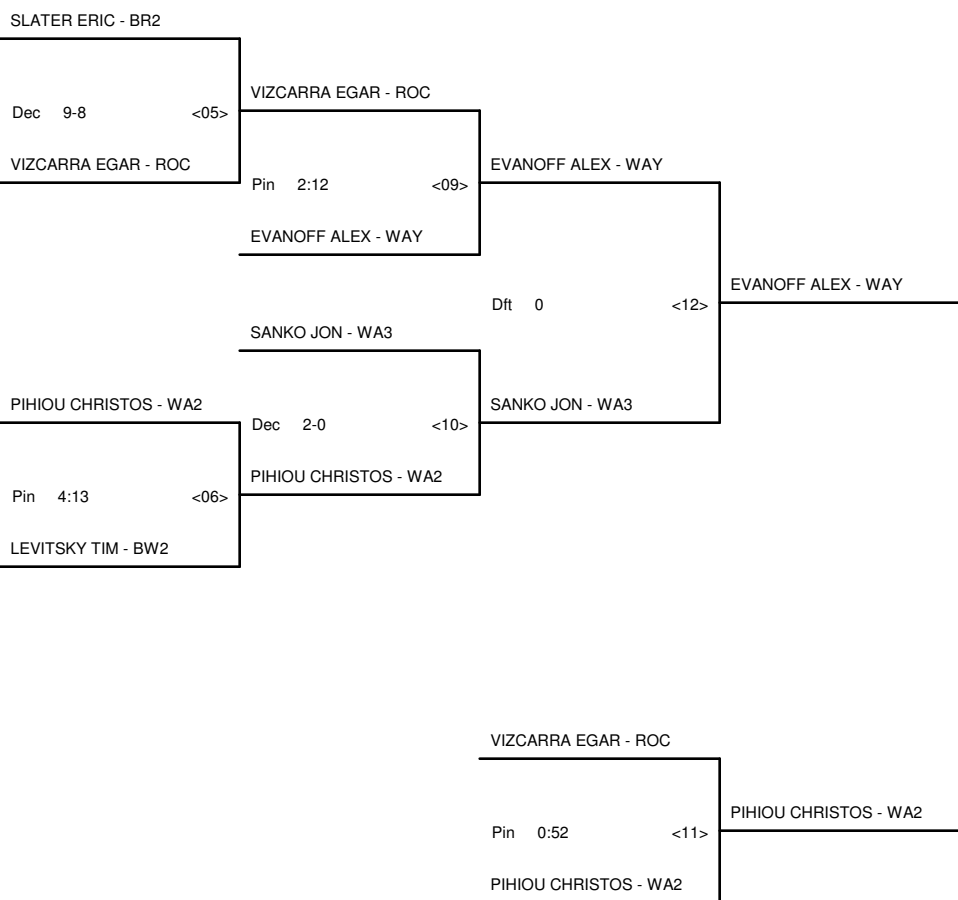 SLATER ERIC - BR2
VIZCARRA EGAR - ROC
Dec 9-8 <05>
VIZCARRA EGAR - ROC
EVANOFF ALEX - WAY
Pin 2:12 <09>
EVANOFF ALEX - WAY
EVANOFF ALEX - WAY
Dft 0 <12>
SANKO JON - WA3
PIHIOU CHRISTOS - WA2
SANKO JON - WA3
Dec 2-0 <10>
PIHIOU CHRISTOS - WA2
Pin 4:13 <06>
LEVITSKY TIM - BW2
VIZCARRA EGAR - ROC
PIHIOU CHRISTOS - WA2
Pin 0:52 <11>
PIHIOU CHRISTOS - WA2